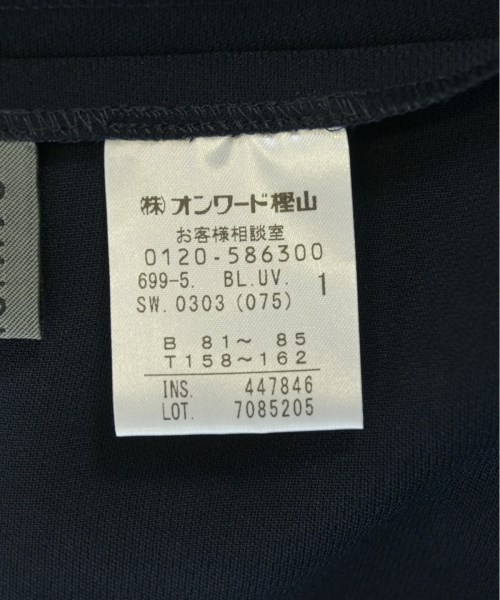 (株)オンワード樫山
お客様相談室
0120-586300
699-5. BL.UV. 1
SW.0303(075)
B 81～ 85
T158～162
INS. 447846
LOT. 7085205